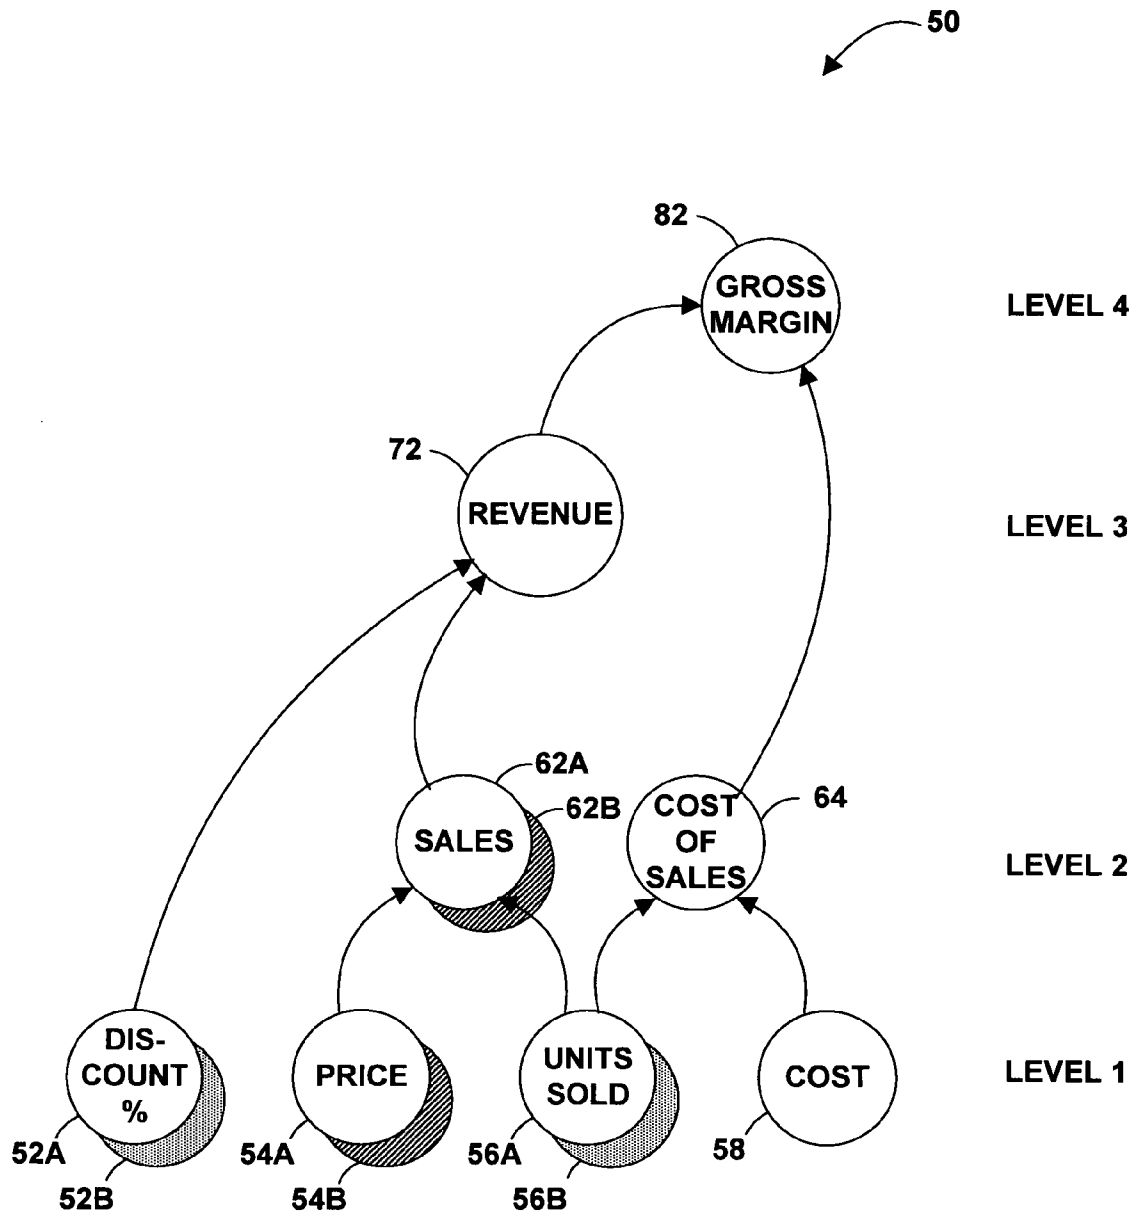 50
82
GROSS
MARGIN
LEVEL 4
72
REVENUE
LEVEL 3
62A
62B
SALES
COST
OF
SALES
64
LEVEL 2
DIS-
COUNT
%
PRICE
UNITS
SOLD
COST
LEVEL 1
52A
52B
54A
54B
56A
56B
58